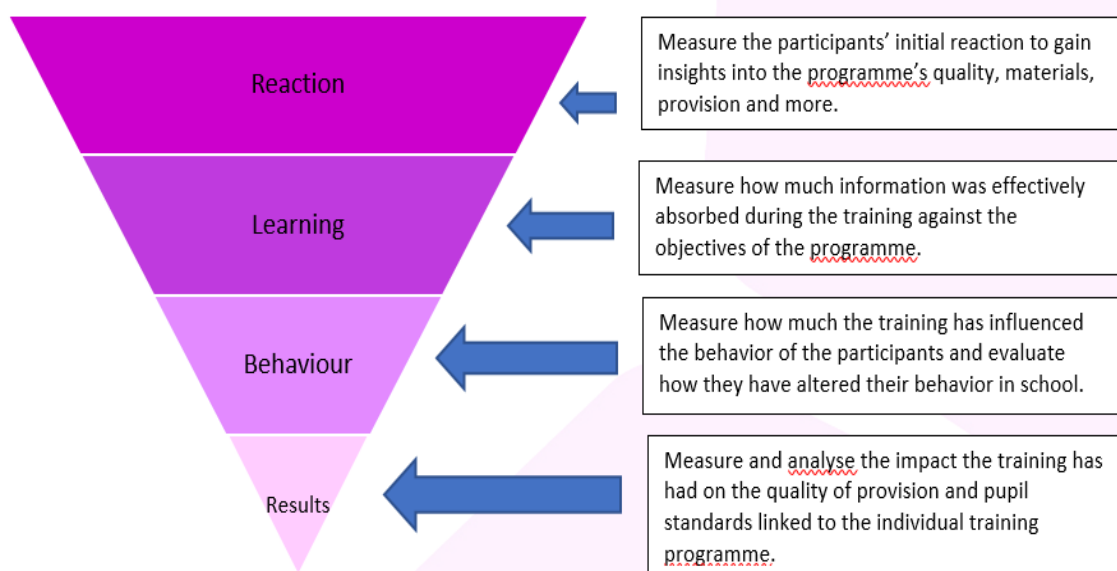 Reaction
Measure the participants’ initial reaction to gain
insights into the programme’s quality, materials,
provision and more.
Learning
Measure how much information was effectively
absorbed during the training against the
objectives of the programme.
Behaviour
Measure how much the training has influenced
the behavior of the participants and evaluate
how they have altered their behavior in school.
Results
Measure and analyse the impact the training has
had on the quality of provision and pupil
standards linked to the individual training
programme.